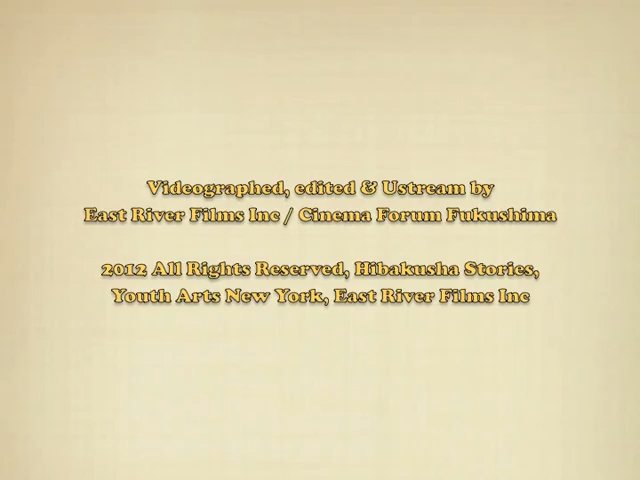 Videographed, edited & Ustream by
East River Films Inc / Cinema Forum Fukushima
2012 All Rights Reserved, Hibakusha Stories,
Youth Arts New York, East River Films Inc